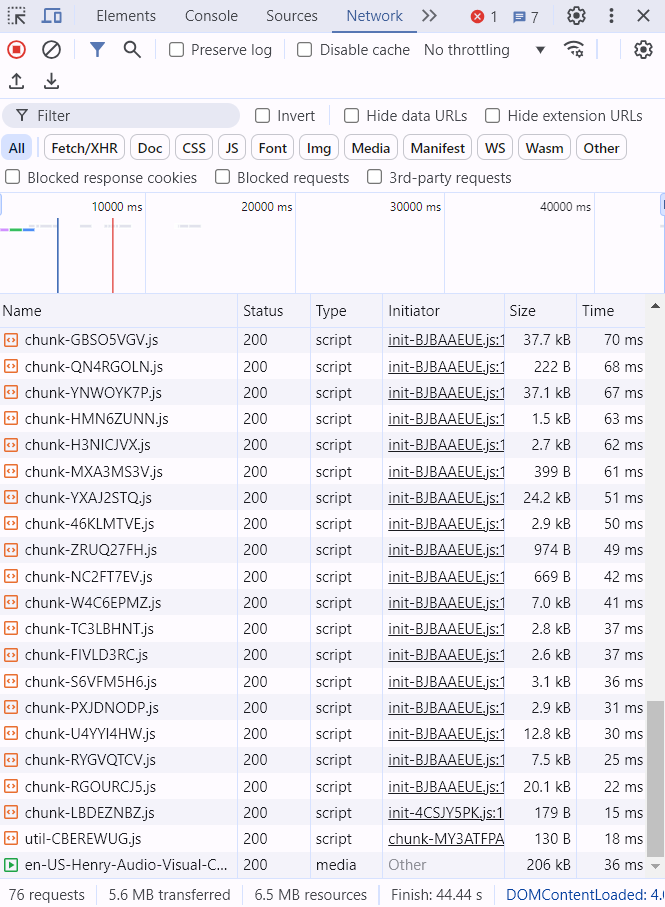 Elements Console Sources Network 1 7
Preserve log Disable cache No throttling
Filter Invert Hide data URLs Hide extension URLs
All Fetch/XHR Doc CSS JS Font Img Media Manifest WS Wasm Other
Blocked response cookies Blocked requests 3rd-party requests
10000 ms 20000 ms 30000 ms 40000 ms
Name Status Type Initiator Size Time
chunk-GBSO5VGV.js 200 script init-BJBAAEUE.js:1 37.7 kB 70 ms
chunk-QN4RGOLN.js 200 script init-BJBAAEUE.js:1 222 B 68 ms
chunk-YNWOYK7P.js 200 script init-BJBAAEUE.js:1 37.1 kB 67 ms
chunk-HMN6ZUNN.js 200 script init-BJBAAEUE.js:1 1.5 kB 63 ms
chunk-H3NICJVX.js 200 script init-BJBAAEUE.js:1 2.7 kB 62 ms
chunk-MXA3MS3V.js 200 script init-BJBAAEUE.js:1 399 B 61 ms
chunk-YXAJ2STQ.js 200 script init-BJBAAEUE.js:1 24.2 kB 51 ms
chunk-46KLMTVE.js 200 script init-BJBAAEUE.js:1 2.9 kB 50 ms
chunk-ZRUQ27FH.js 200 script init-BJBAAEUE.js:1 974 B 49 ms
chunk-NC2FT7EV.js 200 script init-BJBAAEUE.js:1 669 B 42 ms
chunk-W4C6EPMZ.js 200 script init-BJBAAEUE.js:1 7.0 kB 41 ms
chunk-TC3LBHNT.js 200 script init-BJBAAEUE.js:1 2.8 kB 37 ms
chunk-FIVLD3RC.js 200 script init-BJBAAEUE.js:1 2.6 kB 37 ms
chunk-S6VFM5H6.js 200 script init-BJBAAEUE.js:1 3.1 kB 36 ms
chunk-PXJDNODP.js 200 script init-BJBAAEUE.js:1 2.9 kB 31 ms
chunk-U4YYI4HW.js 200 script init-BJBAAEUE.js:1 12.8 kB 30 ms
chunk-RYGVQTCV.js 200 script init-BJBAAEUE.js:1 7.5 kB 25 ms
chunk-RGOURCJ5.js 200 script init-BJBAAEUE.js:1 20.1 kB 22 ms
chunk-LBDEZNBZ.js 200 script init-4CSJY5PK.js:1 179 B 15 ms
util-CBEREWUG.js 200 script chunk-MY3ATFPA 130 B 18 ms
en-US-Henry-Audio-Visual-C... 200 media Other 206 kB 36 ms
76 requests 5.6 MB transferred 6.5 MB resources Finish: 44.44 s DOMContentLoaded: 4.